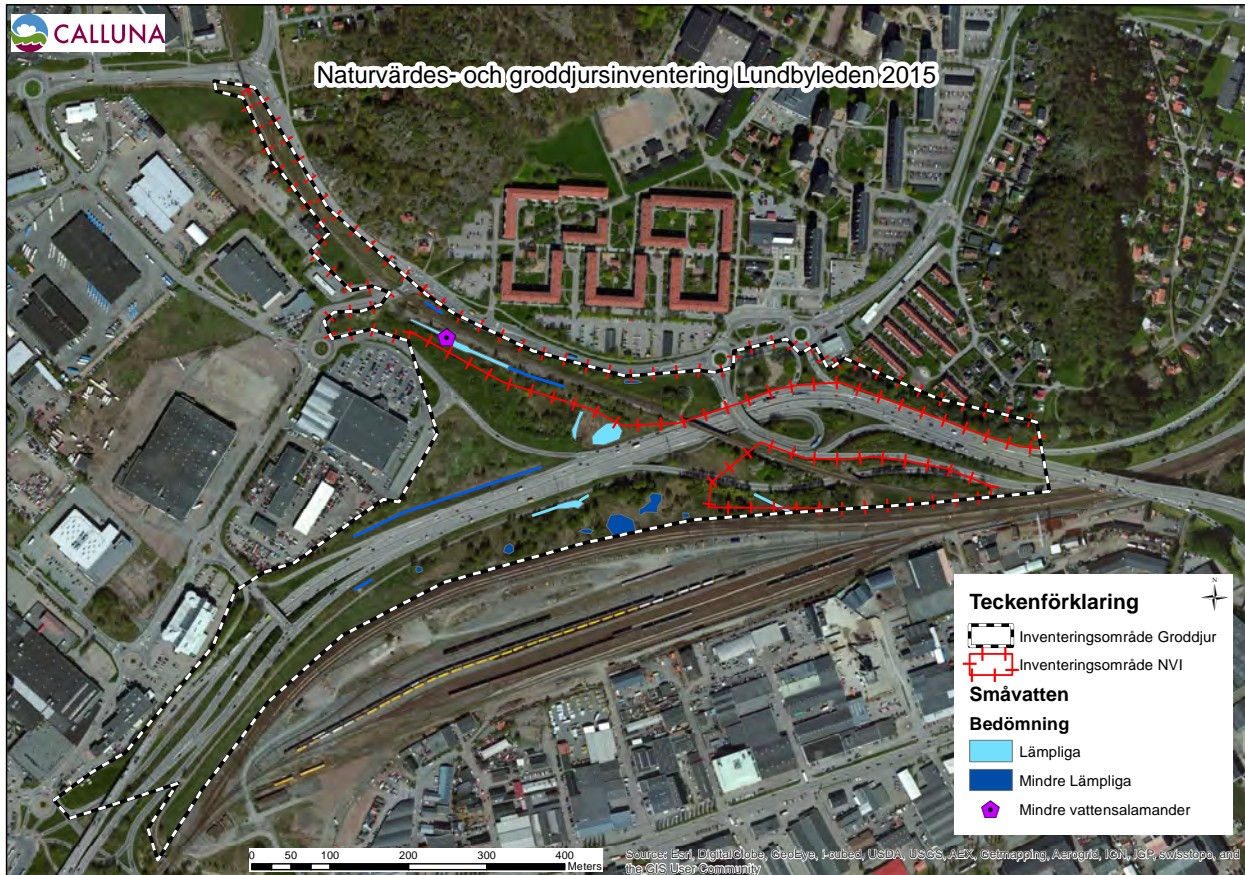 CALLUNA
Naturvärdes- och groddjursinventering Lundbyleden 2015
Teckenförklaring
N
Inventeringsområde Groddjur
Inventeringsområde NVI
Småvatten
Bedömning
Lämpliga
Mindre Lämpliga
Mindre vattensalamander
0 50 100 200 300 400
Meters
Source: Esri, DigitalGlobe, GeoEye, i-cubed, USDA, USGS, AEX, Getmapping, Aerogrid, IGN, IGP, swisstopo, and
the GIS User Community